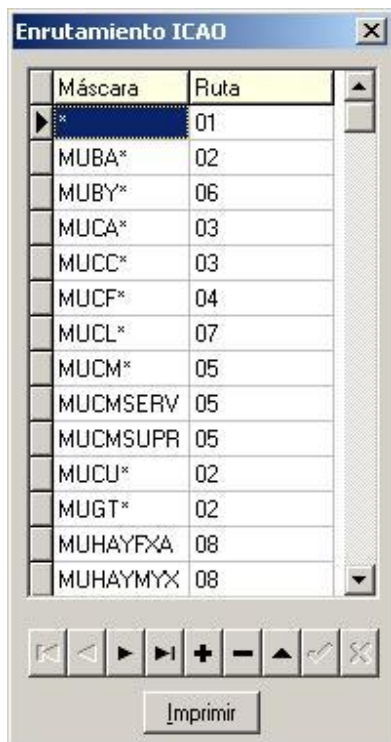 Enrutamiento ICAO
Máscara Ruta
* 01
MUBA* 02
MUBY* 06
MUCA* 03
MUCC* 03
MUCF* 04
MUCL* 07
MUCM* 05
MUCMSERV 05
MUCMSUPR 05
MUCU* 02
MUGT* 02
MUHAYFXA 08
MUHAYMYX 08
Imprimir